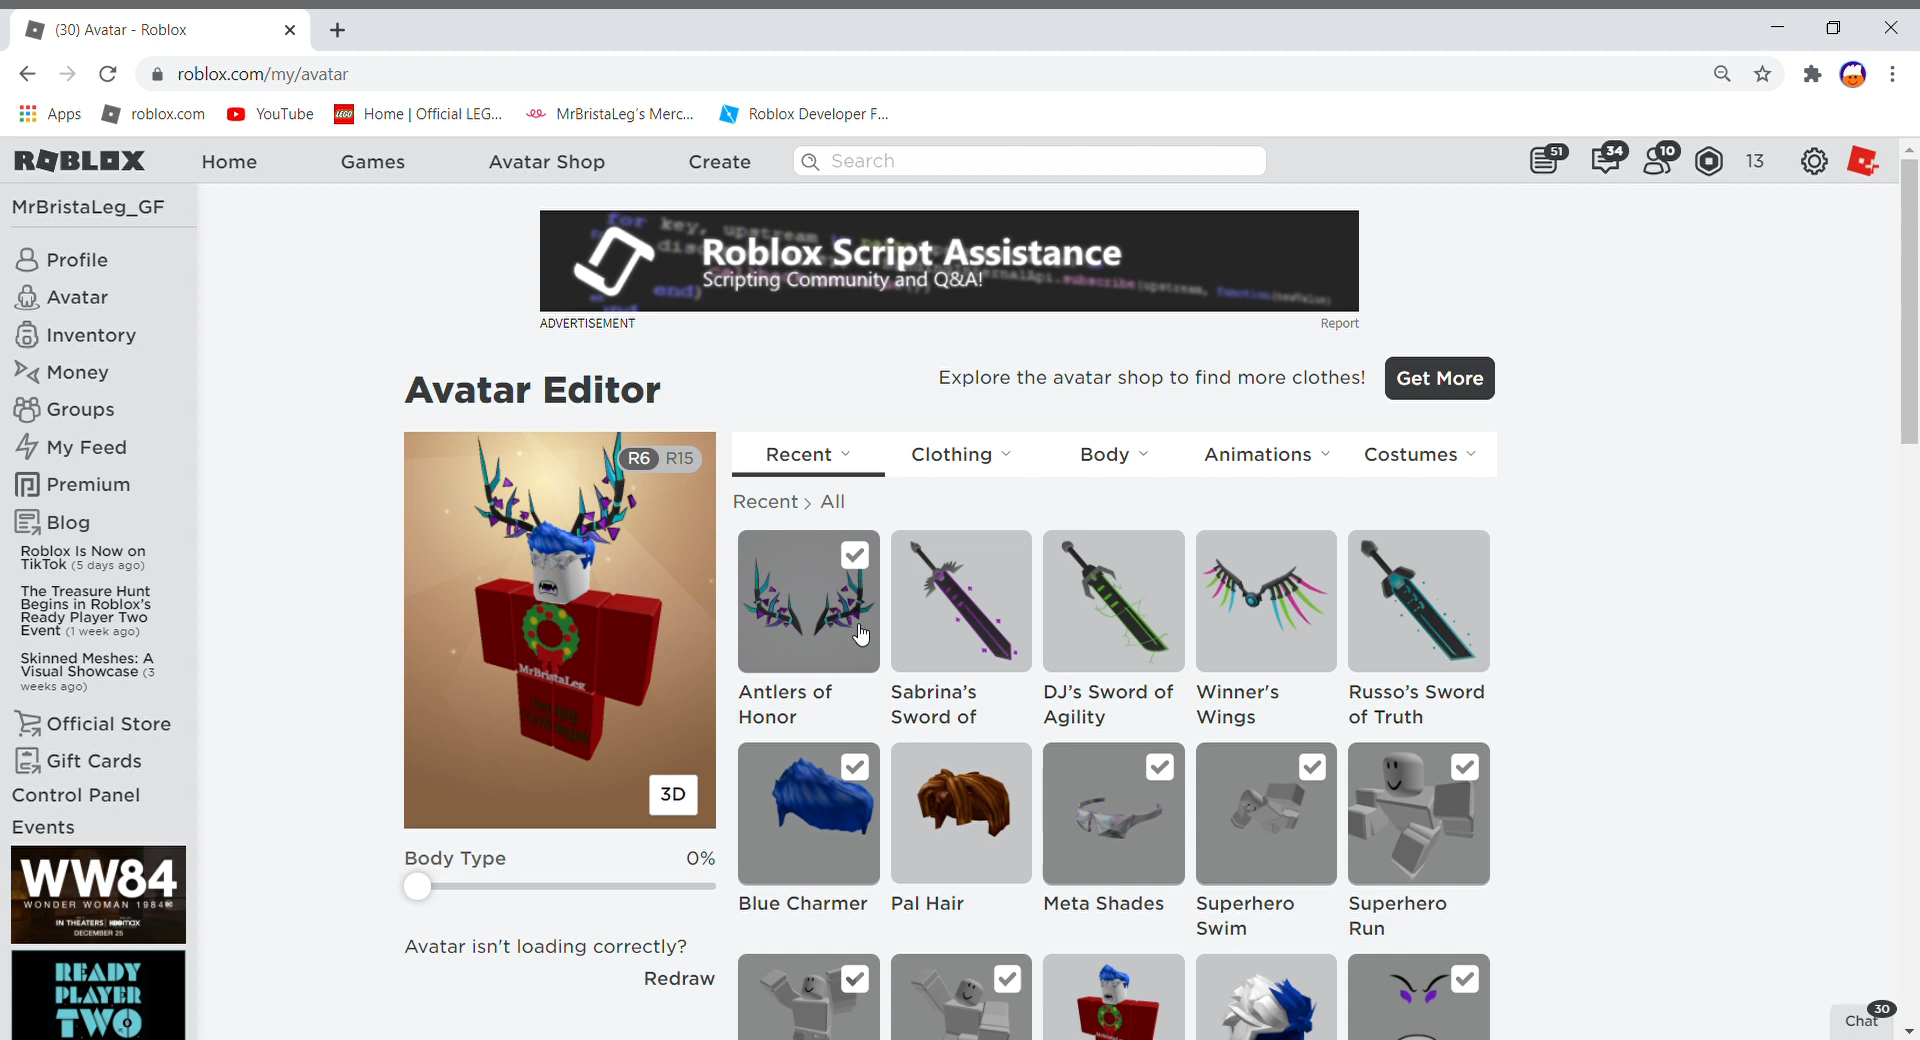 (30) Avatar - Roblox
roblox.com/my/avatar
Apps
roblox.com
YouTube
LEGO
Home | Official LEG...
MrBristaLeg's Merc...
Roblox Developer F...
ROBLOX
Home
Games
Avatar Shop
Create
Search
51
34
10
13
MrBristaLeg_GF
Profile
Avatar
Inventory
Money
Groups
My Feed
Premium
Blog
Roblox Is Now on
TikTok (5 days ago)
The Treasure Hunt
Begins in Roblox's
Ready Player Two
Event (1 week ago)
Skinned Meshes: A
Visual Showcase (3
weeks ago)
Official Store
Gift Cards
Control Panel
Events
WW84
WONDER WOMAN 1984
IN THEATERS HBOmax
DECEMBER 25
READY
PLAYER
TWO
Roblox Script Assistance
Scripting Community and Q&A!
ADVERTISEMENT
Report
Avatar Editor
Explore the avatar shop to find more clothes!
Get More
R6 R15
MrBristaLeg
3D
Body Type
0%
Avatar isn't loading correctly?
Redraw
Recent
Clothing
Body
Animations
Costumes
Recent > All
Antlers of
Honor
Sabrina's
Sword of
DJ's Sword of
Agility
Winner's
Wings
Russo's Sword
of Truth
Blue Charmer
Pal Hair
Meta Shades
Superhero
Swim
Superhero
Run
Chat
30